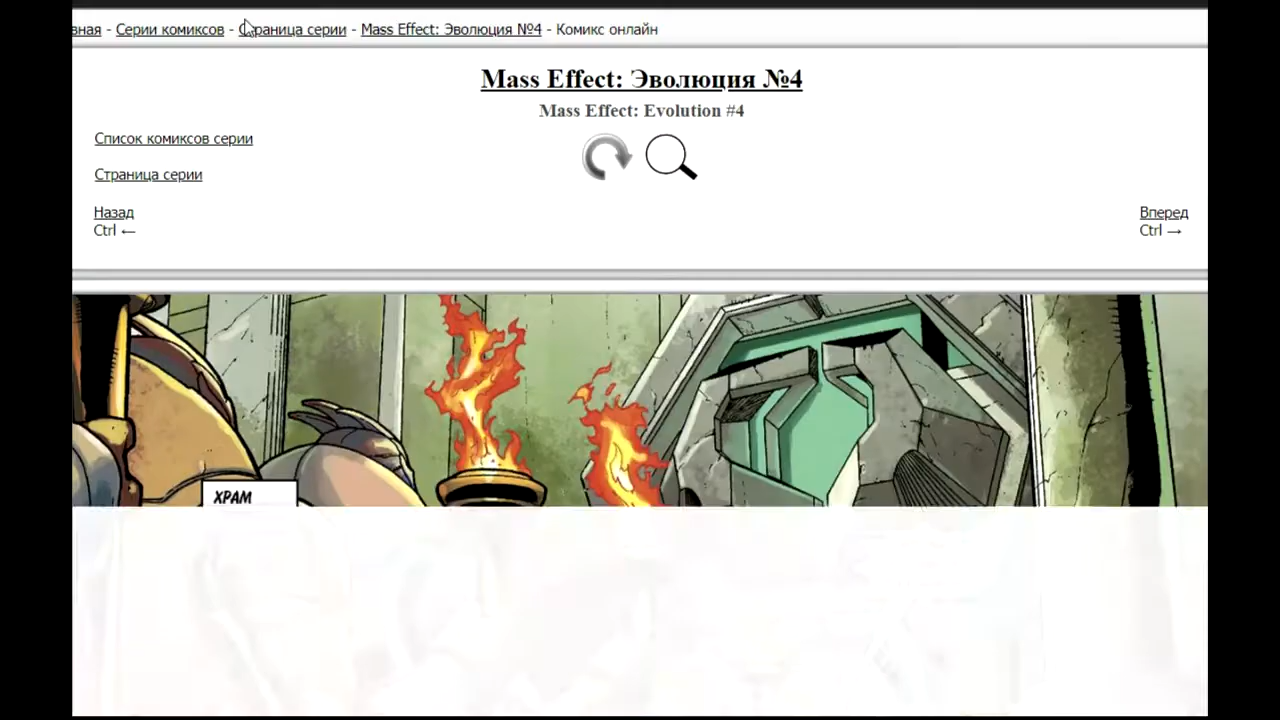 вная - Серии комиксов - Страница серии - Mass Effect: Эволюция №4 - Комикс онлайн
Mass Effect: Эволюция №4
Mass Effect: Evolution #4
Список комиксов серии
Страница серии
Назад
Ctrl ←
Вперед
Ctrl →
ХРАМ